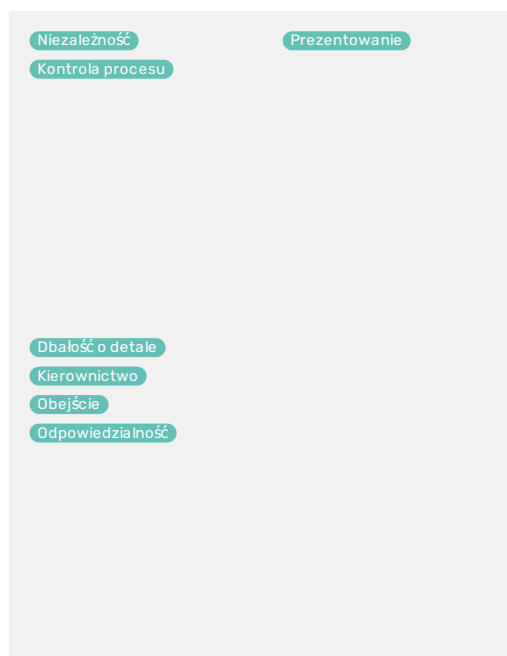 Niezależność
Prezentowanie
Kontrola procesu
Dbałość o detale
Kierownictwo
Obejście
Odpowiedzialność